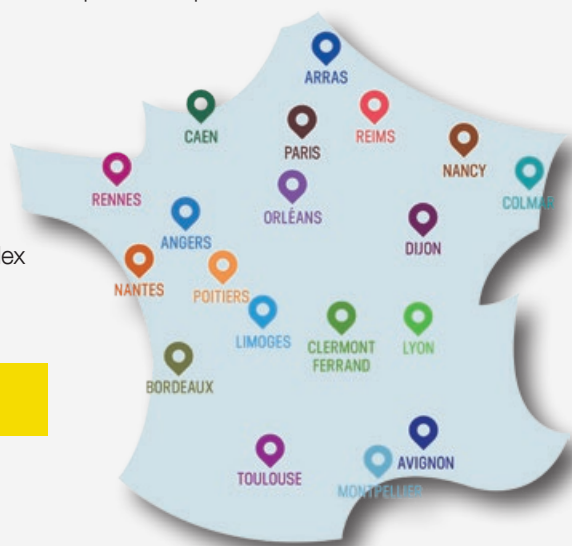 ARRAS
CAEN
PARIS
REIMS
NANCY
RENNES
COLMAR
ORLÉANS
ANGERS
DIJON
ex
NANTES
POITIERS
LIMOGES
CLERMONT
FERRAND
LYON
BORDEAUX
TOULOUSE
AVIGNON
MONTPELLIER